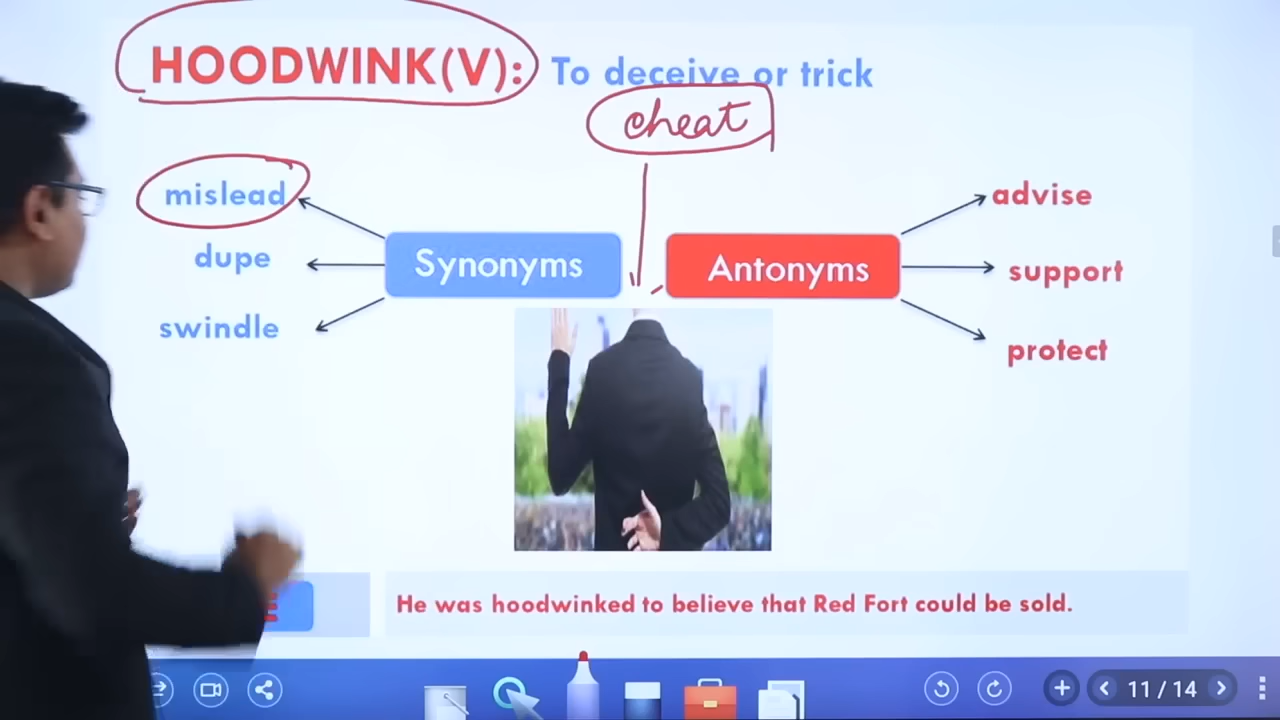 HOODWINK(V): To deceive or trick
cheat
mislead
dupe
swindle
Synonyms
Antonyms
advise
support
protect
He was hoodwinked to believe that Red Fort could be sold.
11 / 14